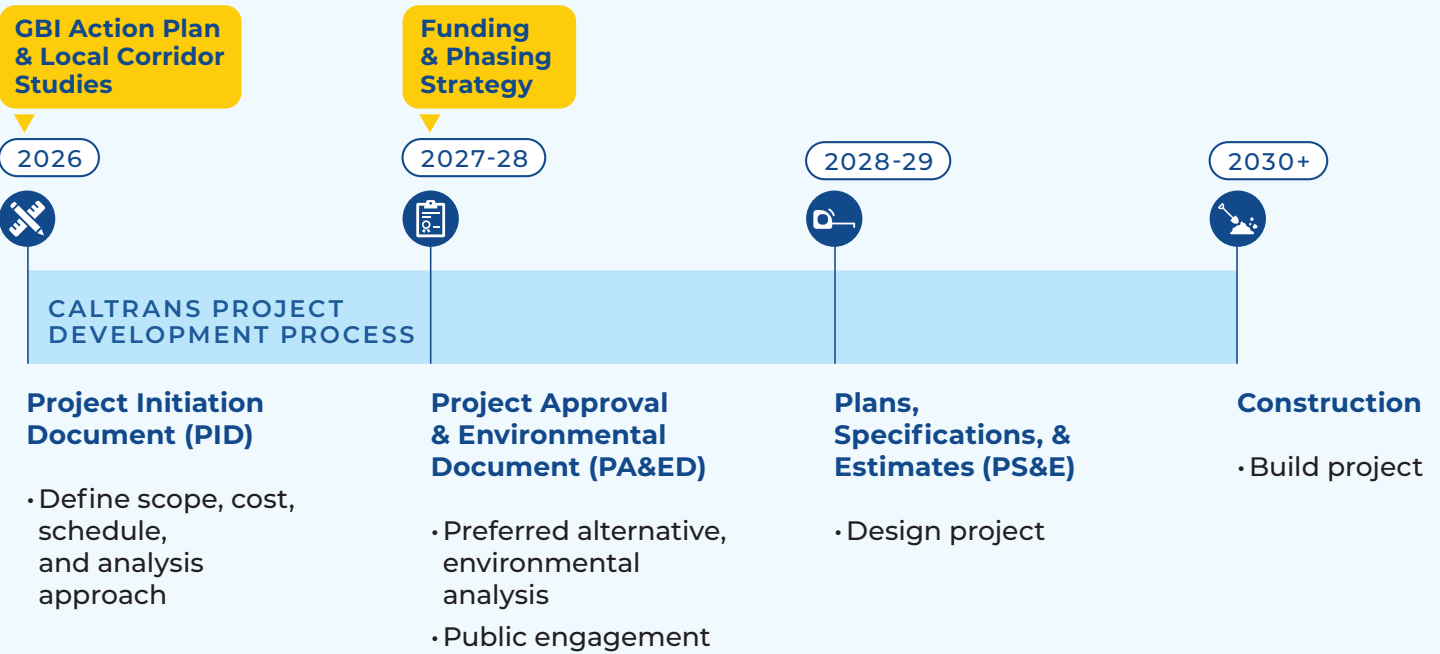 GBI Action Plan
& Local Corridor
Studies
Funding
& Phasing
Strategy
2026
2027-28
2028-29
2030+
CALTRANS PROJECT
DEVELOPMENT PROCESS
Project Initiation
Document (PID)
• Define scope, cost,
schedule,
and analysis
approach
Project Approval
& Environmental
Document (PA&ED)
• Preferred alternative,
environmental
analysis
• Public engagement
Plans,
Specifications, &
Estimates (PS&E)
• Design project
Construction
• Build project